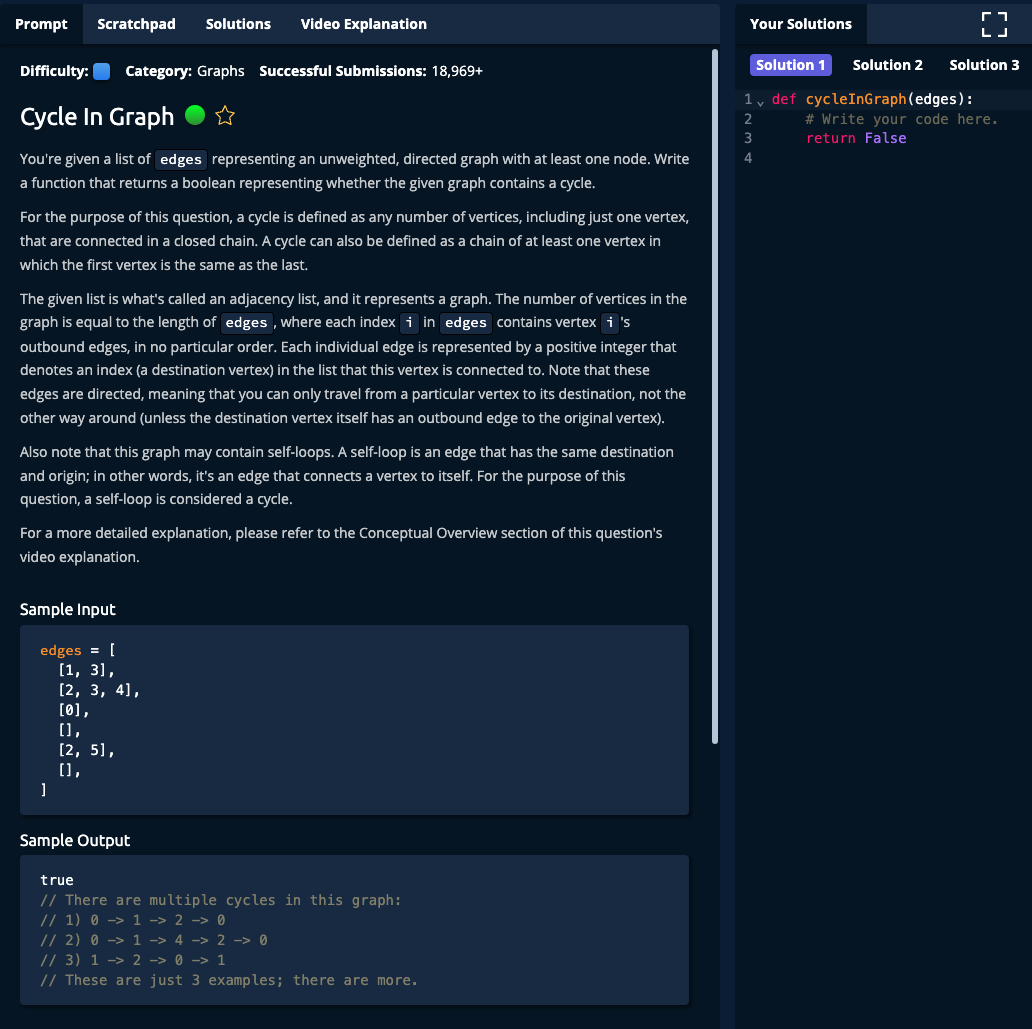 Prompt Scratchpad Solutions Video Explanation
Difficulty: Category: Graphs Successful Submissions: 18,969+
Cycle In Graph
You're given a list of edges representing an unweighted, directed graph with at least one node. Write
a function that returns a boolean representing whether the given graph contains a cycle.
For the purpose of this question, a cycle is defined as any number of vertices, including just one vertex,
that are connected in a closed chain. A cycle can also be defined as a chain of at least one vertex in
which the first vertex is the same as the last.
The given list is what's called an adjacency list, and it represents a graph. The number of vertices in the
graph is equal to the length of edges , where each index i in edges contains vertex i 's
outbound edges, in no particular order. Each individual edge is represented by a positive integer that
denotes an index (a destination vertex) in the list that this vertex is connected to. Note that these
edges are directed, meaning that you can only travel from a particular vertex to its destination, not the
other way around (unless the destination vertex itself has an outbound edge to the original vertex).
Also note that this graph may contain self-loops. A self-loop is an edge that has the same destination
and origin; in other words, it's an edge that connects a vertex to itself. For the purpose of this
question, a self-loop is considered a cycle.
For a more detailed explanation, please refer to the Conceptual Overview section of this question's
video explanation.
Sample Input
edges = [
  [1, 3],
  [2, 3, 4],
  [0],
  [],
  [2, 5],
  [],
]
Sample Output
true
// There are multiple cycles in this graph:
// 1) 0 -> 1 -> 2 -> 0
// 2) 0 -> 1 -> 4 -> 2 -> 0
// 3) 1 -> 2 -> 0 -> 1
// These are just 3 examples; there are more.
Your Solutions
Solution 1 Solution 2 Solution 3
1 def cycleInGraph(edges):
2     # Write your code here.
3     return False
4